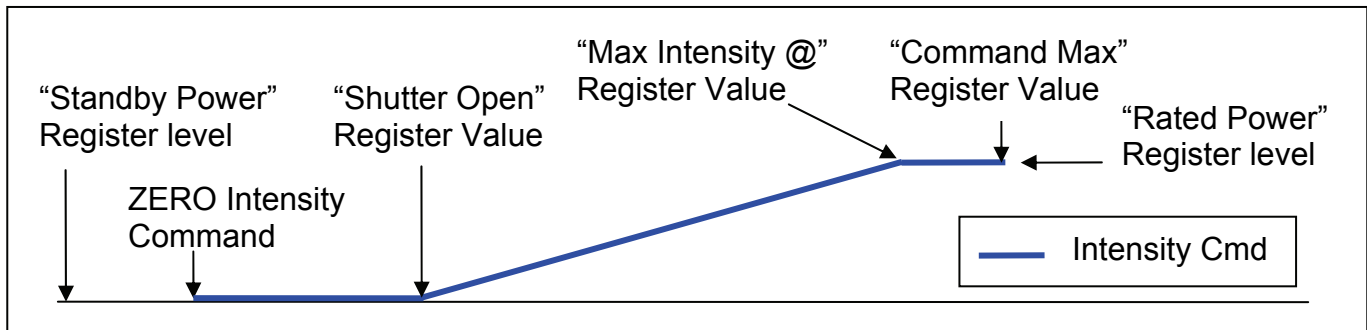 “Standby Power”
Register level
ZERO Intensity
Command
“Shutter Open”
Register Value
“Max Intensity @”
Register Value
“Command Max”
Register Value
“Rated Power”
Register level
Intensity Cmd